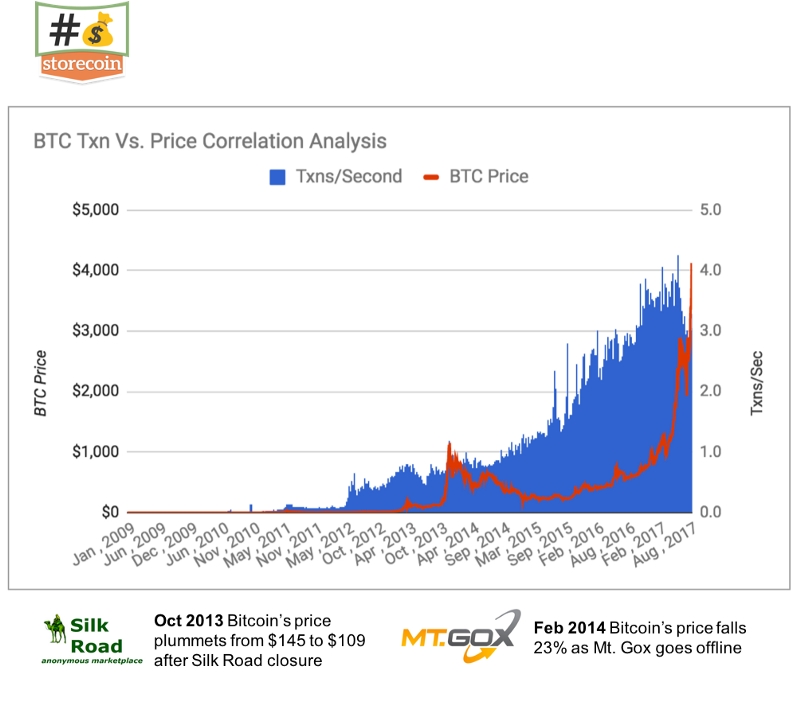 #$
storecoin
BTC Txn Vs. Price Correlation Analysis
Txns/Second BTC Price
$5,000 5.0
$4,000 4.0
$3,000 3.0
$2,000 2.0
$1,000 1.0
$0 0.0
BTC Price
Txns/Sec
Jan ,2009 Jun ,2009 Dec ,2009 Jun ,2010 Nov ,2010 May ,2011 Nov ,2011 May ,2012 Oct ,2012 Apr ,2013 Oct ,2013 Apr ,2014 Sep ,2014 Mar ,2015 Sep ,2015 Feb ,2016 Aug ,2016 Feb ,2017 Aug ,2017
Silk
Road
anonymous marketplace
Oct 2013 Bitcoin’s price
plummets from $145 to $109
after Silk Road closure
MT.GOX
Feb 2014 Bitcoin’s price falls
23% as Mt. Gox goes offline